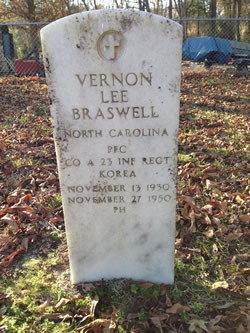 VERNON
LEE
BRASWELL
NORTH CAROLINA
PFC
CO A 23 INF REGT
KOREA
NOVEMBER 13 1930
NOVEMBER 27 1950
PH